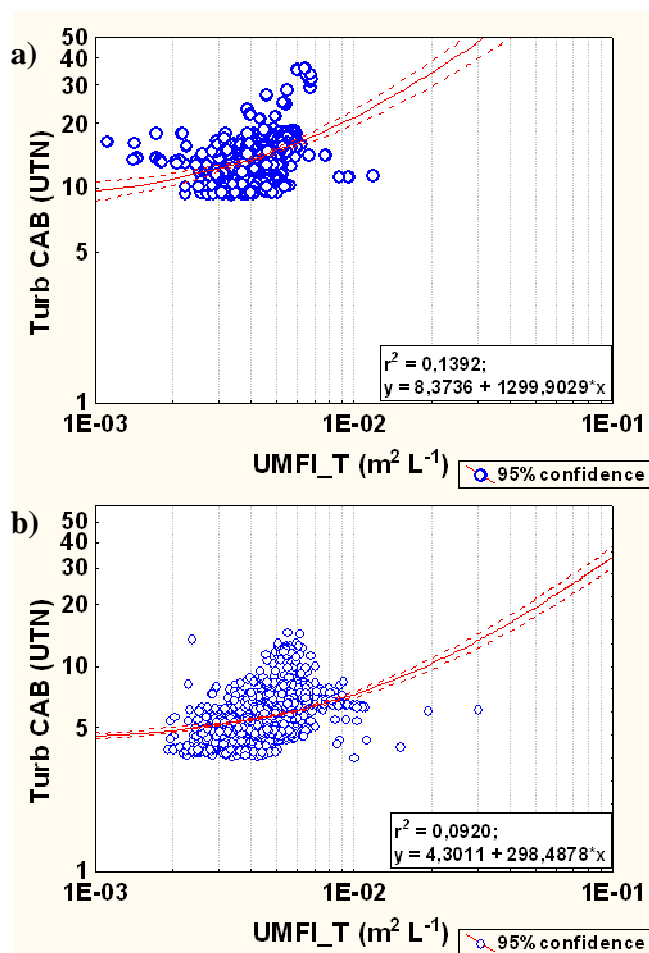 a)
50
40
30
20
10
5
1
Turb CAB (UTN)
r² = 0,1392;
y = 8,3736 + 1299,9029*x
1E-03
1E-02
1E-01
UMFI_T (m² L⁻¹)
95% confidence
b)
50
40
30
20
10
5
1
Turb CAB (UTN)
r² = 0,0920;
y = 4,3011 + 298,4878*x
1E-03
1E-02
1E-01
UMFI_T (m² L⁻¹)
95% confidence